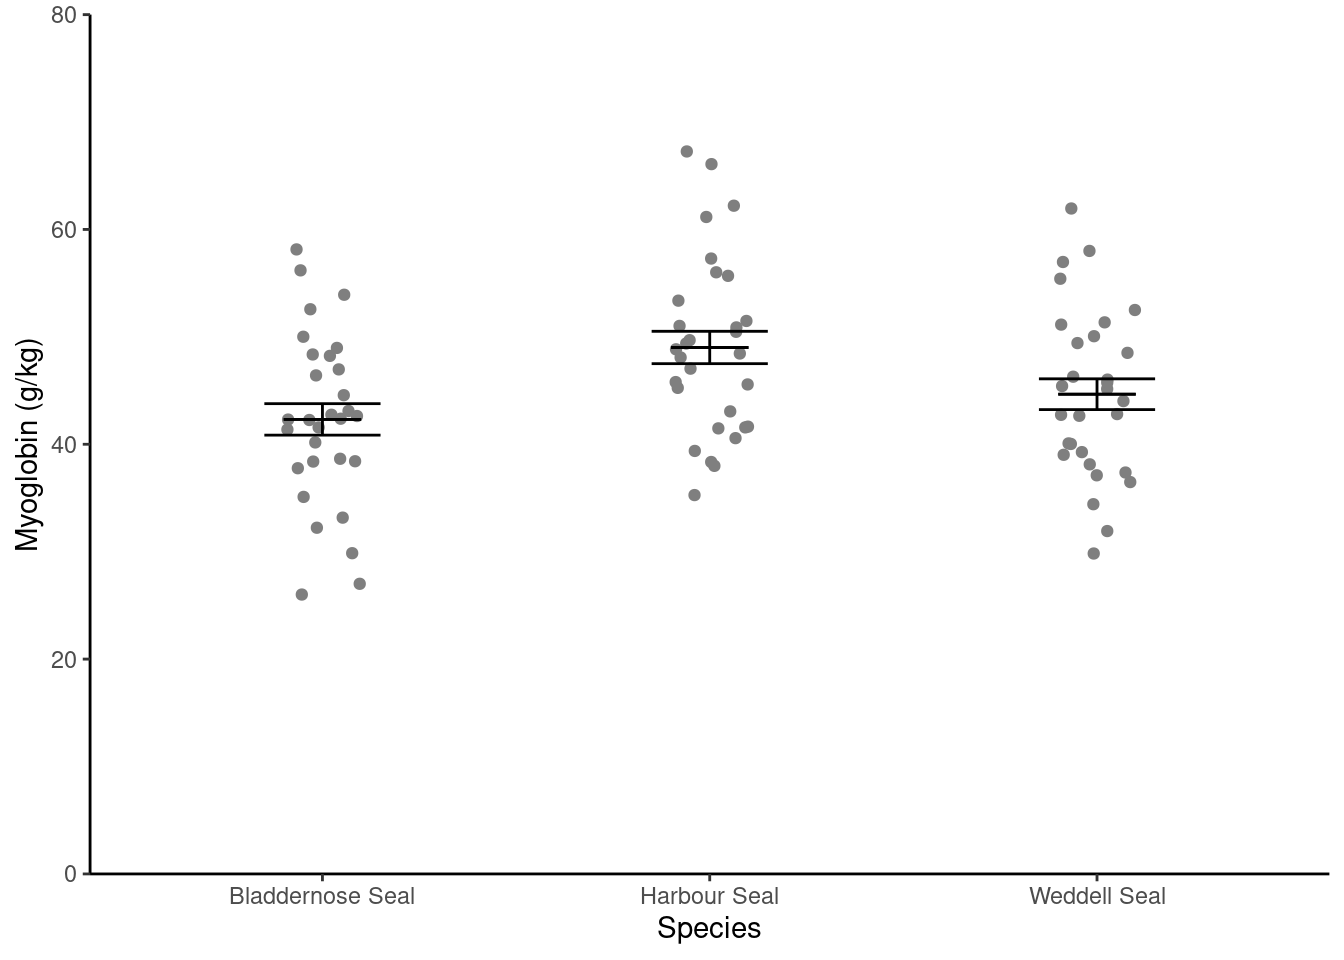 80
60
40
20
0
Myoglobin (g/kg)
Bladdernose Seal
Harbour Seal
Weddell Seal
Species